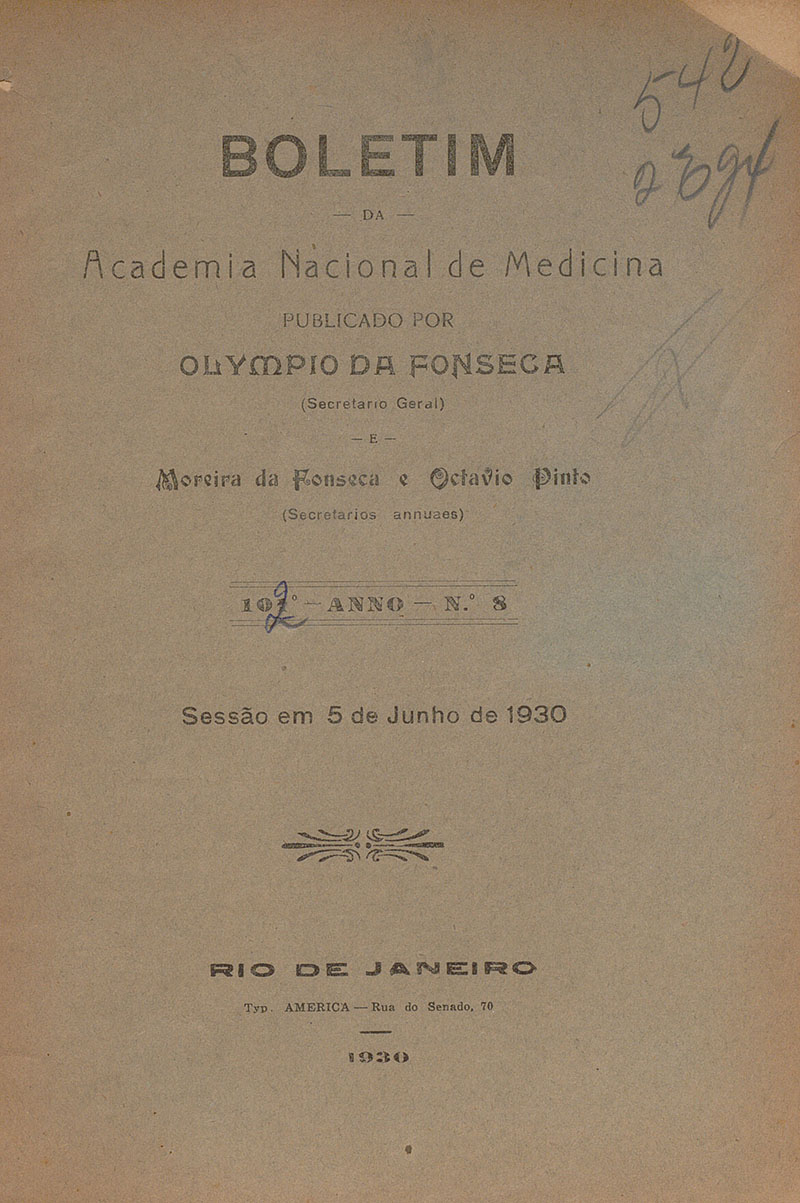 542
BOLETIM
— DA —
Academia Nacional de Medicina
PUBLICADO POR
OLYMPIO DA FONSECA
(Secretario Geral)
— E —
Moreira da Fonseca e Octavio Pinto
(Secretarios annuaes)
102° — ANNO — N.° 8
Sessão em 5 de Junho de 1930
RIO DE JANEIRO
Typ. AMERICA — Rua do Senado, 70
1930